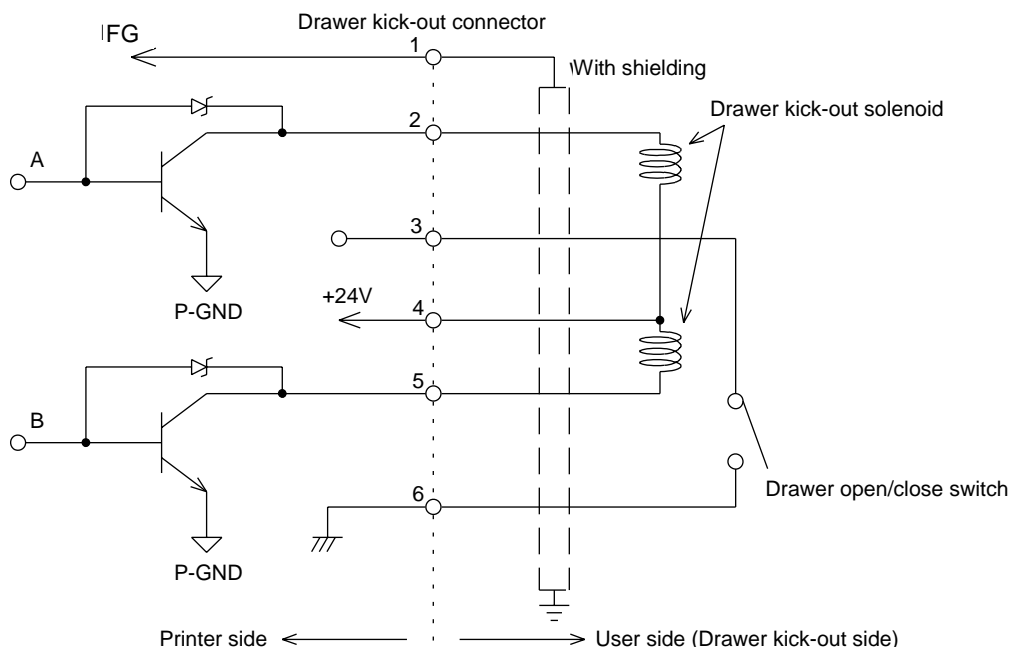 Drawer kick-out connector
FG
1
With shielding
Drawer kick-out solenoid
2
A
3
P-GND
+24V
4
5
B
Drawer open/close switch
6
P-GND
Printer side
User side (Drawer kick-out side)